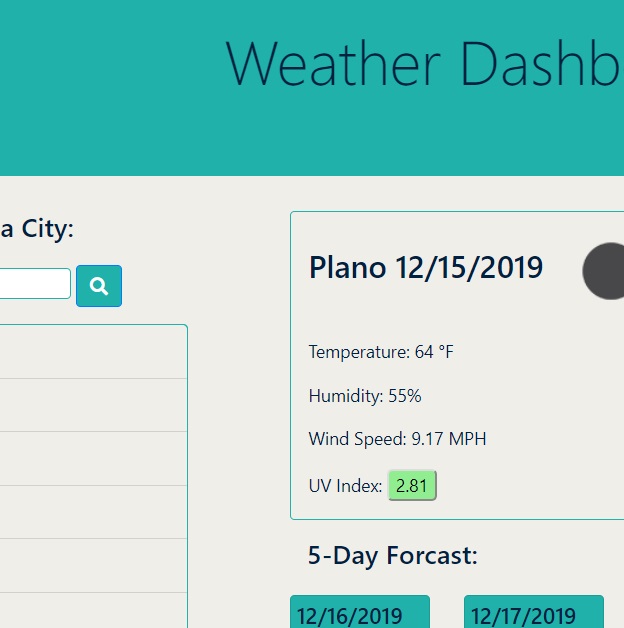 Weather Dashb
a City:
Plano 12/15/2019
Temperature: 64 °F
Humidity: 55%
Wind Speed: 9.17 MPH
UV Index: 2.81
5-Day Forcast:
12/16/2019 12/17/2019